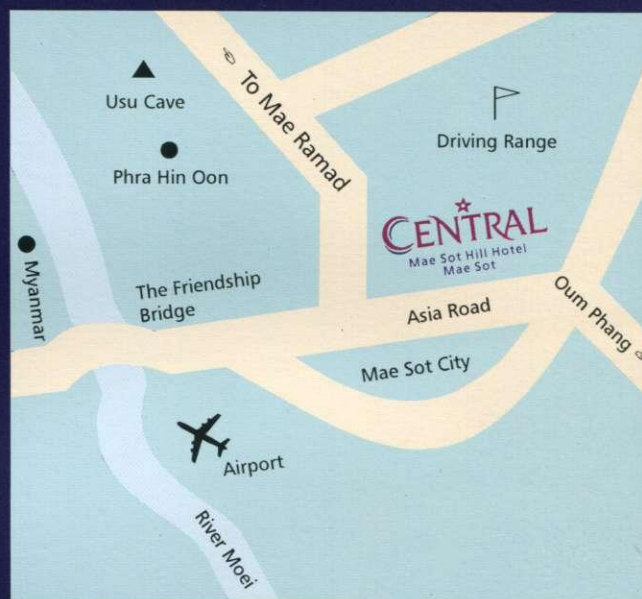 To Mae Ramad
Usu Cave
Phra Hin Oon
Driving Range
CENTRAL
Mae Sot Hill Hotel
Mae Sot
Myanmar
The Friendship
Bridge
Asia Road
Oum Phang
Mae Sot City
Airport
River Moei